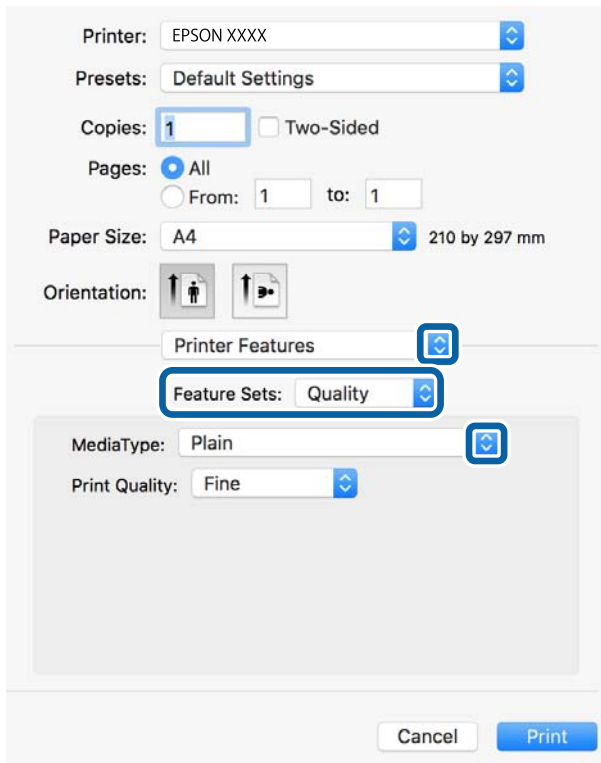 Printer: EPSON XXXX
Presets: Default Settings
Copies: 1 Two-Sided
Pages: All
From: 1 to: 1
Paper Size: A4 210 by 297 mm
Orientation:
Printer Features
Feature Sets: Quality
MediaType: Plain
Print Quality: Fine
Cancel Print